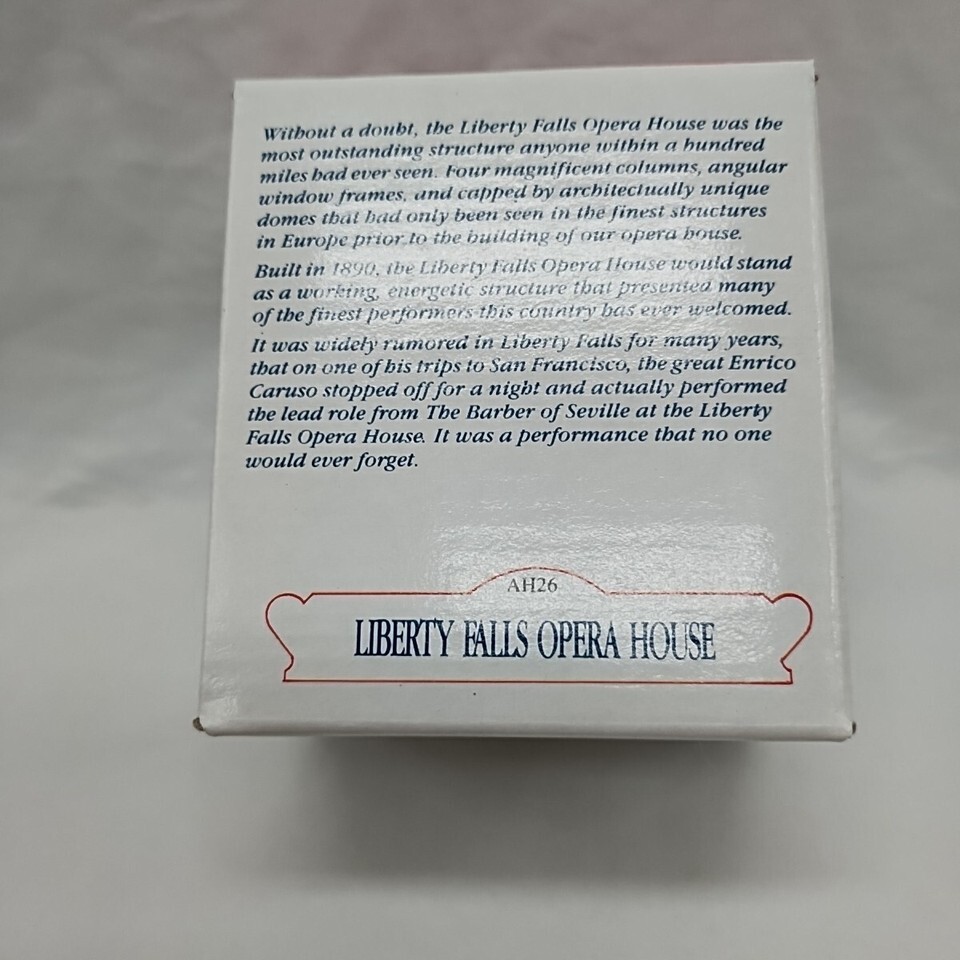 Without a doubt, the Liberty Falls Opera House was the
most outstanding structure anyone within a hundred
miles had ever seen. Four magnificent columns, angular
window frames, and capped by architectually unique
domes that had only been seen in the finest structures
in Europe prior to the building of our opera house.
Built in 1890, the Liberty Falls Opera House would stand
as a working, energetic structure that presented many
of the finest performers this country has ever welcomed.
It was widely rumored in Liberty Falls for many years,
that on one of his trips to San Francisco, the great Enrico
Caruso stopped off for a night and actually performed
the lead role from The Barber of Seville at the Liberty
Falls Opera House. It was a performance that no one
would ever forget.
AH26
LIBERTY FALLS OPERA HOUSE